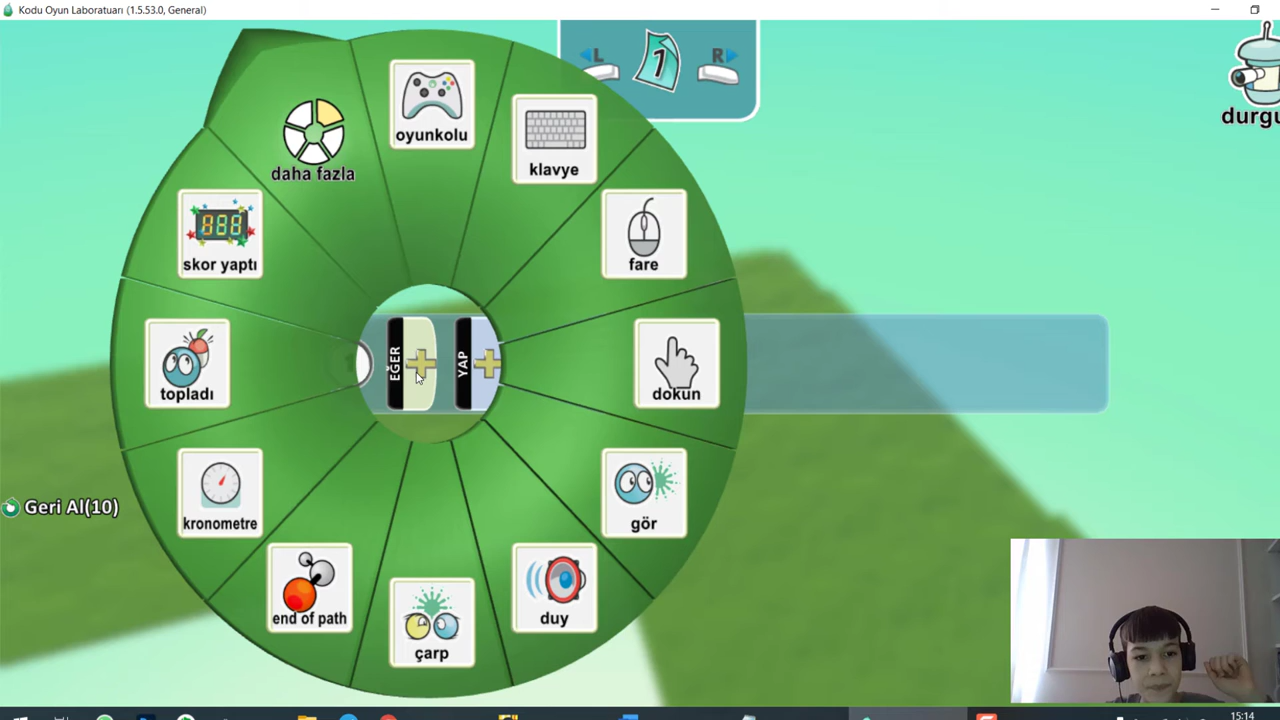 Kodu Oyun Laboratuarı (1.5.53.0, General)
L
1
R
durgu
oyunkolu
klavye
daha fazla
fare
skor yaptı
888
EĞER
YAP
dokun
topladı
gör
kronometre
Geri Al(10)
duy
end of path
çarp
15:14